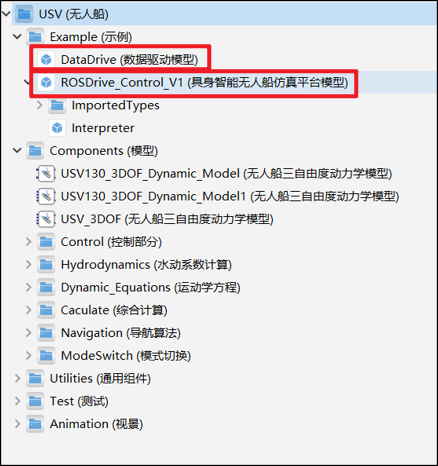 USV (无人船)
Example (示例)
DataDrive (数据驱动模型)
ROSDrive_Control_V1 (具身智能无人船仿真平台模型)
ImportedTypes
Interpreter
Components (模型)
USV130_3DOF_Dynamic_Model (无人船三自由度动力学模型)
USV130_3DOF_Dynamic_Model1 (无人船三自由度动力学模型)
USV_3DOF (无人船三自由度动力学模型)
Control (控制部分)
Hydrodynamics (水动系数计算)
Dynamic_Equations (运动学方程)
Caculate (综合计算)
Navigation (导航算法)
ModeSwitch (模式切换)
Utilities (通用组件)
Test (测试)
Animation (视景)